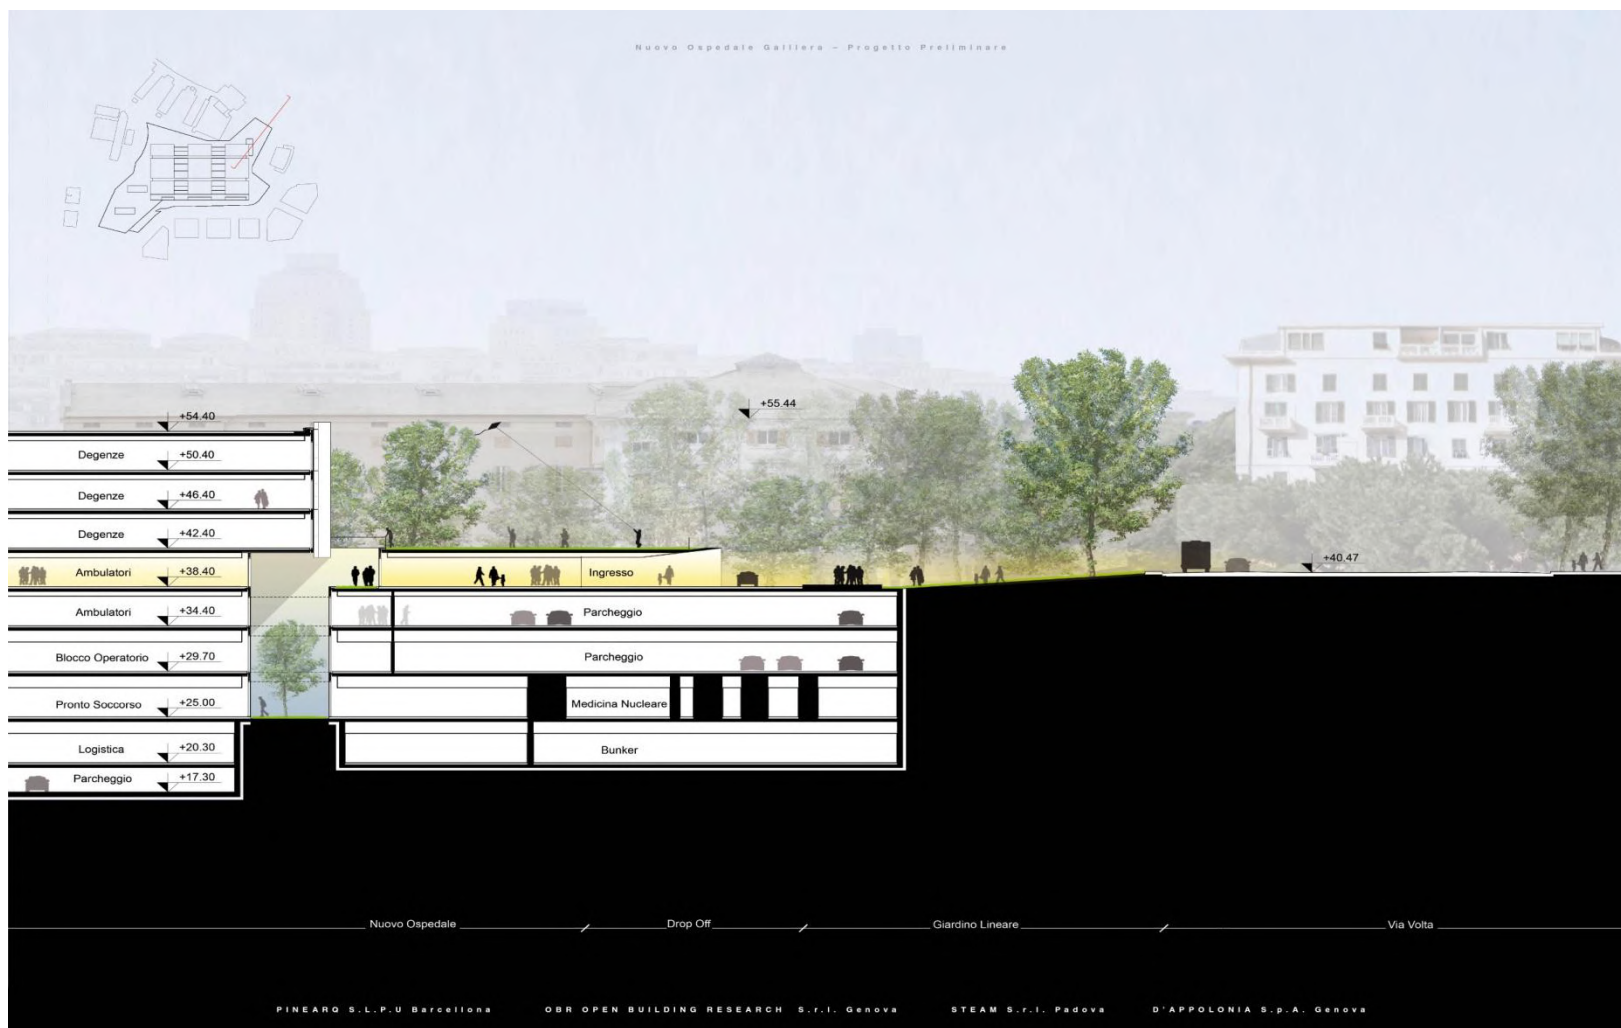 Nuovo Ospedale Galliera – Progetto Preliminare
+55.44
+54.40
Degenze +50.40
Degenze +46.40
Degenze +42.40
+40.47
Ambulatori +38.40 Ingresso
Ambulatori +34.40 Parcheggio
Blocco Operatorio +29.70 Parcheggio
Pronto Soccorso +25.00 Medicina Nucleare
Logistica +20.30 Bunker
Parcheggio +17.30
Nuovo Ospedale Drop Off Giardino Lineare Via Volta
PINEARQ S.L.P.U Barcellona OBR OPEN BUILDING RESEARCH S.r.l. Genova STEAM S.r.l. Padova D'APPOLONIA S.p.A. Genova